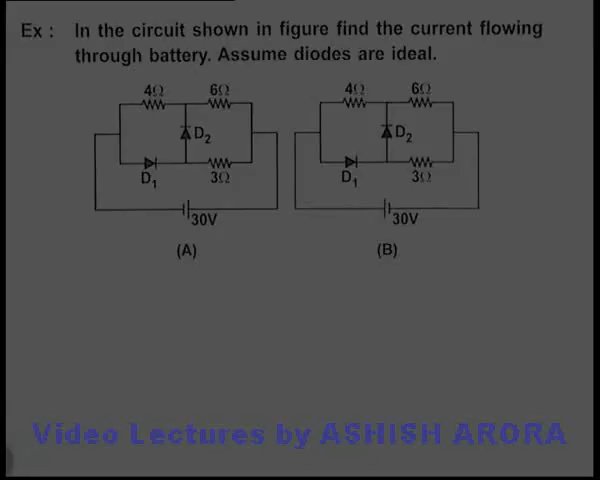 Ex : In the circuit shown in figure find the current flowing
through battery. Assume diodes are ideal.
4Ω 6Ω 4Ω 6Ω
D₂ D₂
D₁ 3Ω D₁ 3Ω
30V 30V
(A) (B)
Video Lectures by ASHISH ARORA